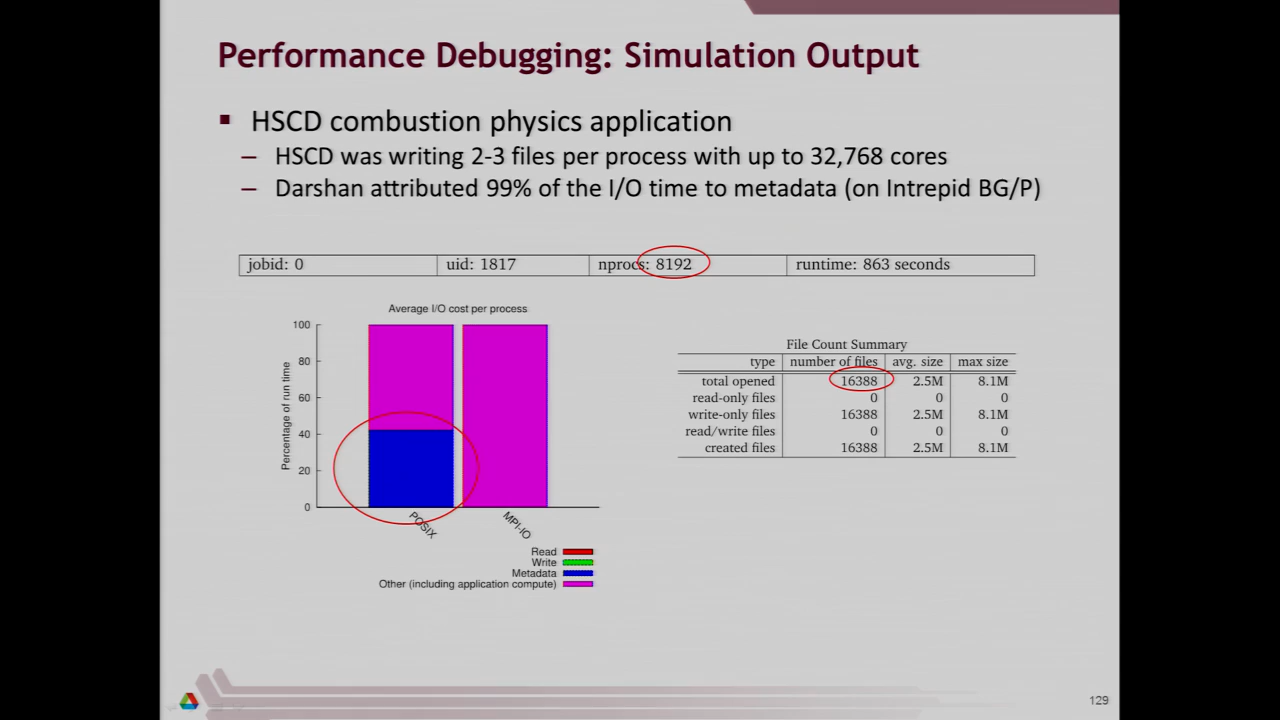 Performance Debugging: Simulation Output
HSCD combustion physics application
– HSCD was writing 2-3 files per process with up to 32,768 cores
– Darshan attributed 99% of the I/O time to metadata (on Intrepid BG/P)
jobid: 0 uid: 1817 nprocs: 8192 runtime: 863 seconds
Average I/O cost per process
Percentage of run time
100
80
60
40
20
0
POSIX
MPI-IO
Read
Write
Metadata
Other (including application compute)
File Count Summary
type number of files avg. size max size
total opened 16388 2.5M 8.1M
read-only files 0 0 0
write-only files 16388 2.5M 8.1M
read/write files 0 0 0
created files 16388 2.5M 8.1M
129